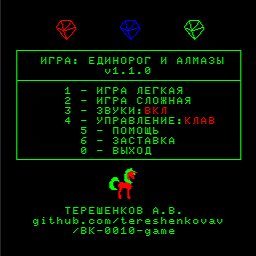 ИГРА: ЕДИНОРОГ И АЛМАЗЫ
v1.1.0
1 - ИГРА ЛЕГКАЯ
2 - ИГРА СЛОЖНАЯ
3 - ЗВУКИ:ВКЛ
4 - УПРАВЛЕНИЕ:КЛАВ
5 - ПОМОЩЬ
6 - ЗАСТАВКА
0 - ВЫХОД
ТЕРЕШЕНКОВ А.В.
github.com/tereshenkovav
/BK-0010-game